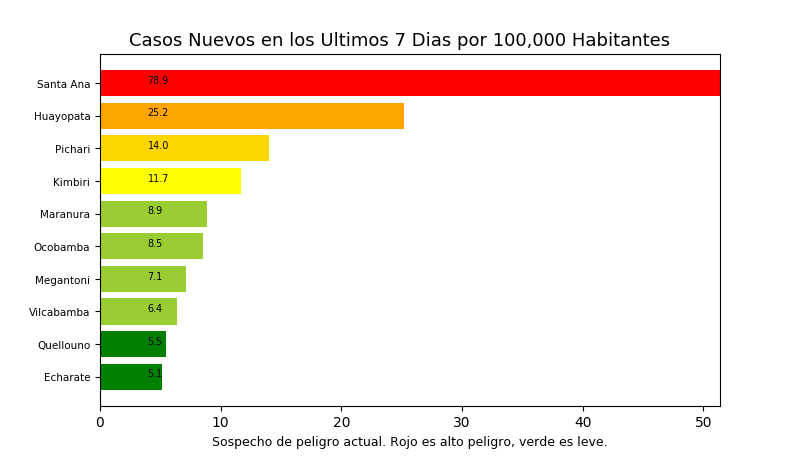 Casos Nuevos en los Ultimos 7 Dias por 100,000 Habitantes
Santa Ana 78.9
Huayopata 25.2
Pichari 14.0
Kimbiri 11.7
Maranura 8.9
Ocobamba 8.5
Megantoni 7.1
Vilcabamba 6.4
Quellouno 5.5
Echarate 5.1
0 10 20 30 40 50
Sospecho de peligro actual. Rojo es alto peligro, verde es leve.